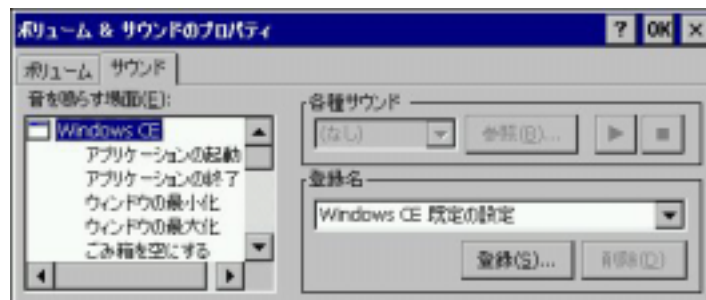 ボリューム & サウンドのプロパティ ? OK ×
ボリューム サウンド
音を鳴らす場面(E):
Windows CE
アプリケーションの起動
アプリケーションの終了
ウィンドウの最小化
ウィンドウの最大化
ごみ箱を空にする
各種サウンド
(なし) 参照(B)...
登録名
Windows CE 既定の設定
登録(S)... 削除(D)